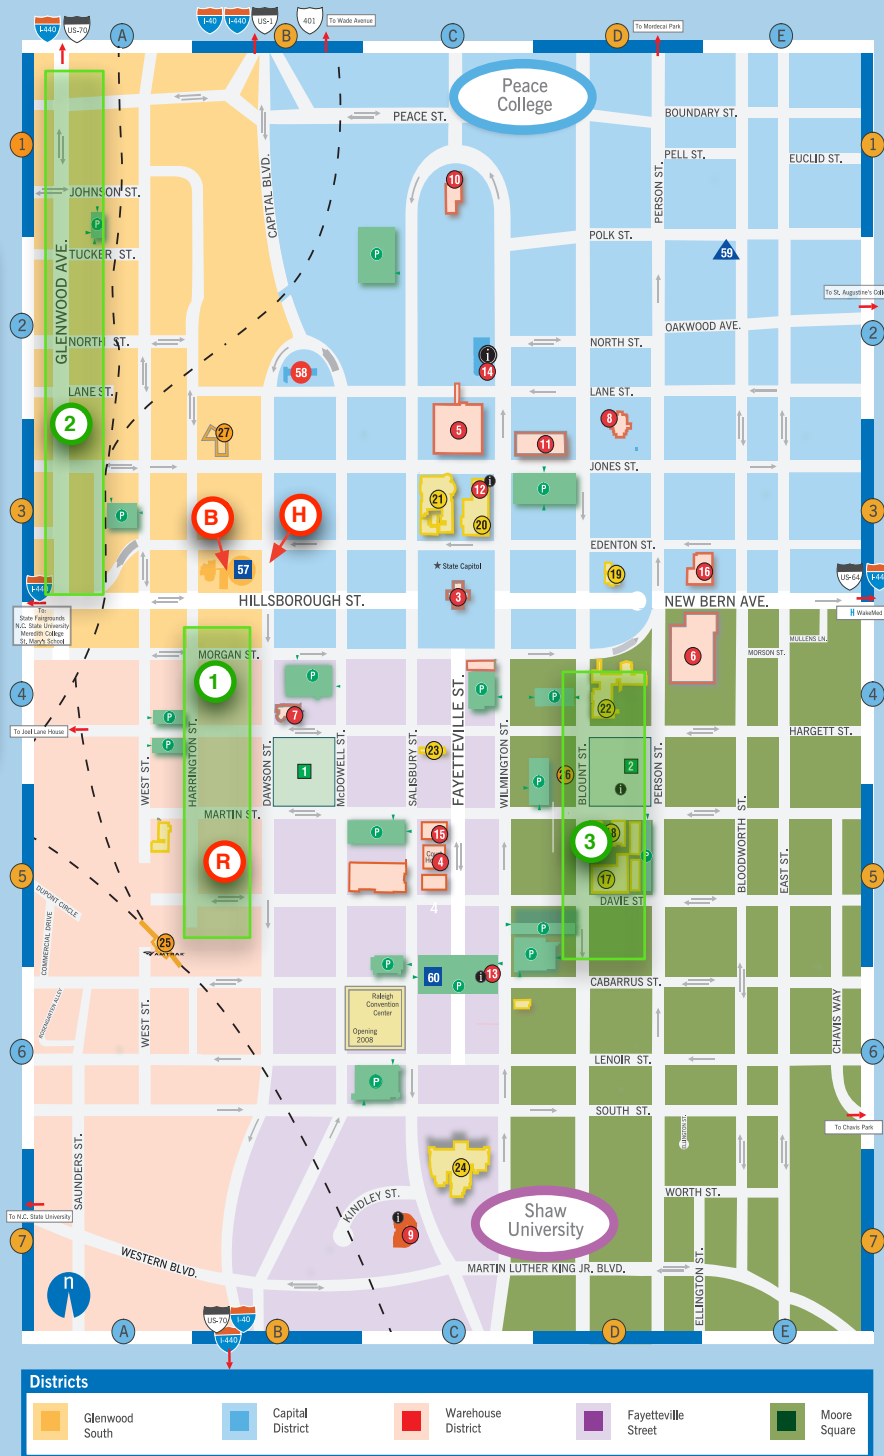 I-440
US-70
A
I-40
I-440
US-1
B
401
To Wade Avenue
C
D
To Mordecai Park
E
Peace
College
PEACE ST.
BOUNDARY ST.
1
PELL ST.
EUCLID ST.
1
10
JOHNSON ST.
CAPITAL BLVD.
PERSON ST.
P
GLENWOOD AVE.
TUCKER ST.
P
POLK ST.
59
To St. Augustine's Coll
2
NORTH ST.
i
14
NORTH ST.
OAKWOOD AVE.
2
58
LANE ST.
LANE ST.
2
27
5
11
8
JONES ST.
21
12
i
P
20
3
P
B
H
3
EDENTON ST.
57
State Capitol
19
16
I-440
US-64
I-44
3
HILLSBOROUGH ST.
NEW BERN AVE.
To:
State Fairgrounds
N.C. State University
Meredith College
St. Mary's School
H WakeMed
MULLENS LN.
MORGAN ST.
6
MORSON ST.
1
P
4
P
P
22
4
7
P
To Joel Lane House
HARGETT ST.
WEST ST.
HARRINGTON ST.
DAWSON ST.
McDOWELL ST.
SALISBURY ST.
FAYETTEVILLE ST.
WILMINGTON ST.
BLOUNT ST.
PERSON ST.
P
23
1
26
2
P
i
MARTIN ST.
BLOODWORTH ST.
EAST ST.
P
15
8
3
R
4
P
5
17
5
DUPONT CIRCLE
DAVIE ST.
4
COMMERCIAL DRIVE
P
25
AMTRAK
P
P
60
i
13
P
CABARRUS ST.
ROSENGARTEN ALLEY
Raleigh
Convention
Center
Opening
2008
WEST ST.
CHAVIS WAY
6
LENOIR ST.
6
P
SOUTH ST.
To Chavis Park
SAUNDERS ST.
24
KINDLEY ST.
WORTH ST.
To N.C. State University
i
9
Shaw
University
7
7
WESTERN BLVD.
MARTIN LUTHER KING JR. BLVD.
ELLINGTON ST.
n
A
US-70
I-40
I-440
B
C
D
E
Districts
Glenwood
South
Capital
District
Warehouse
District
Fayetteville
Street
Moore
Square